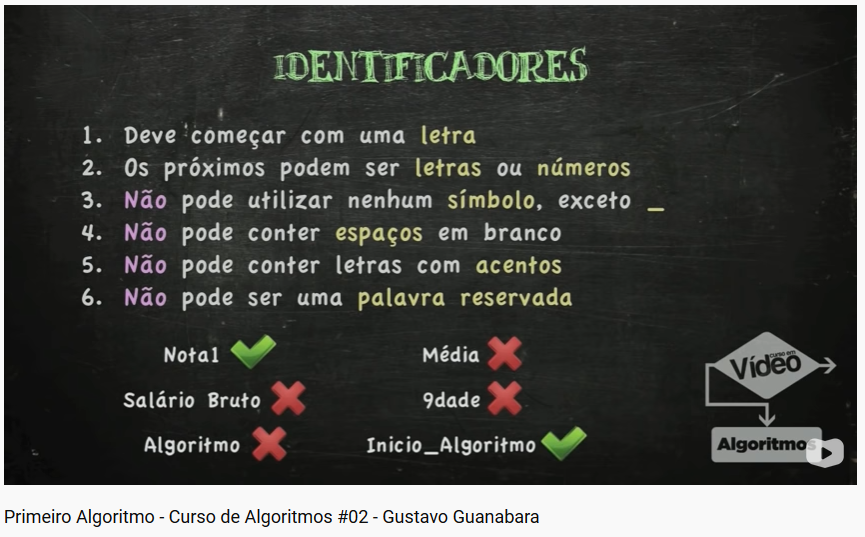 IDENTIFICADORES
1. Deve começar com uma letra
2. Os próximos podem ser letras ou números
3. Não pode utilizar nenhum símbolo, exceto _
4. Não pode conter espaços em branco
5. Não pode conter letras com acentos
6. Não pode ser uma palavra reservada
Nota1
Média
Salário Bruto
9dade
Algoritmo
Inicio_Algoritmo
curso em
Vídeo
Algoritmos
Primeiro Algoritmo - Curso de Algoritmos #02 - Gustavo Guanabara